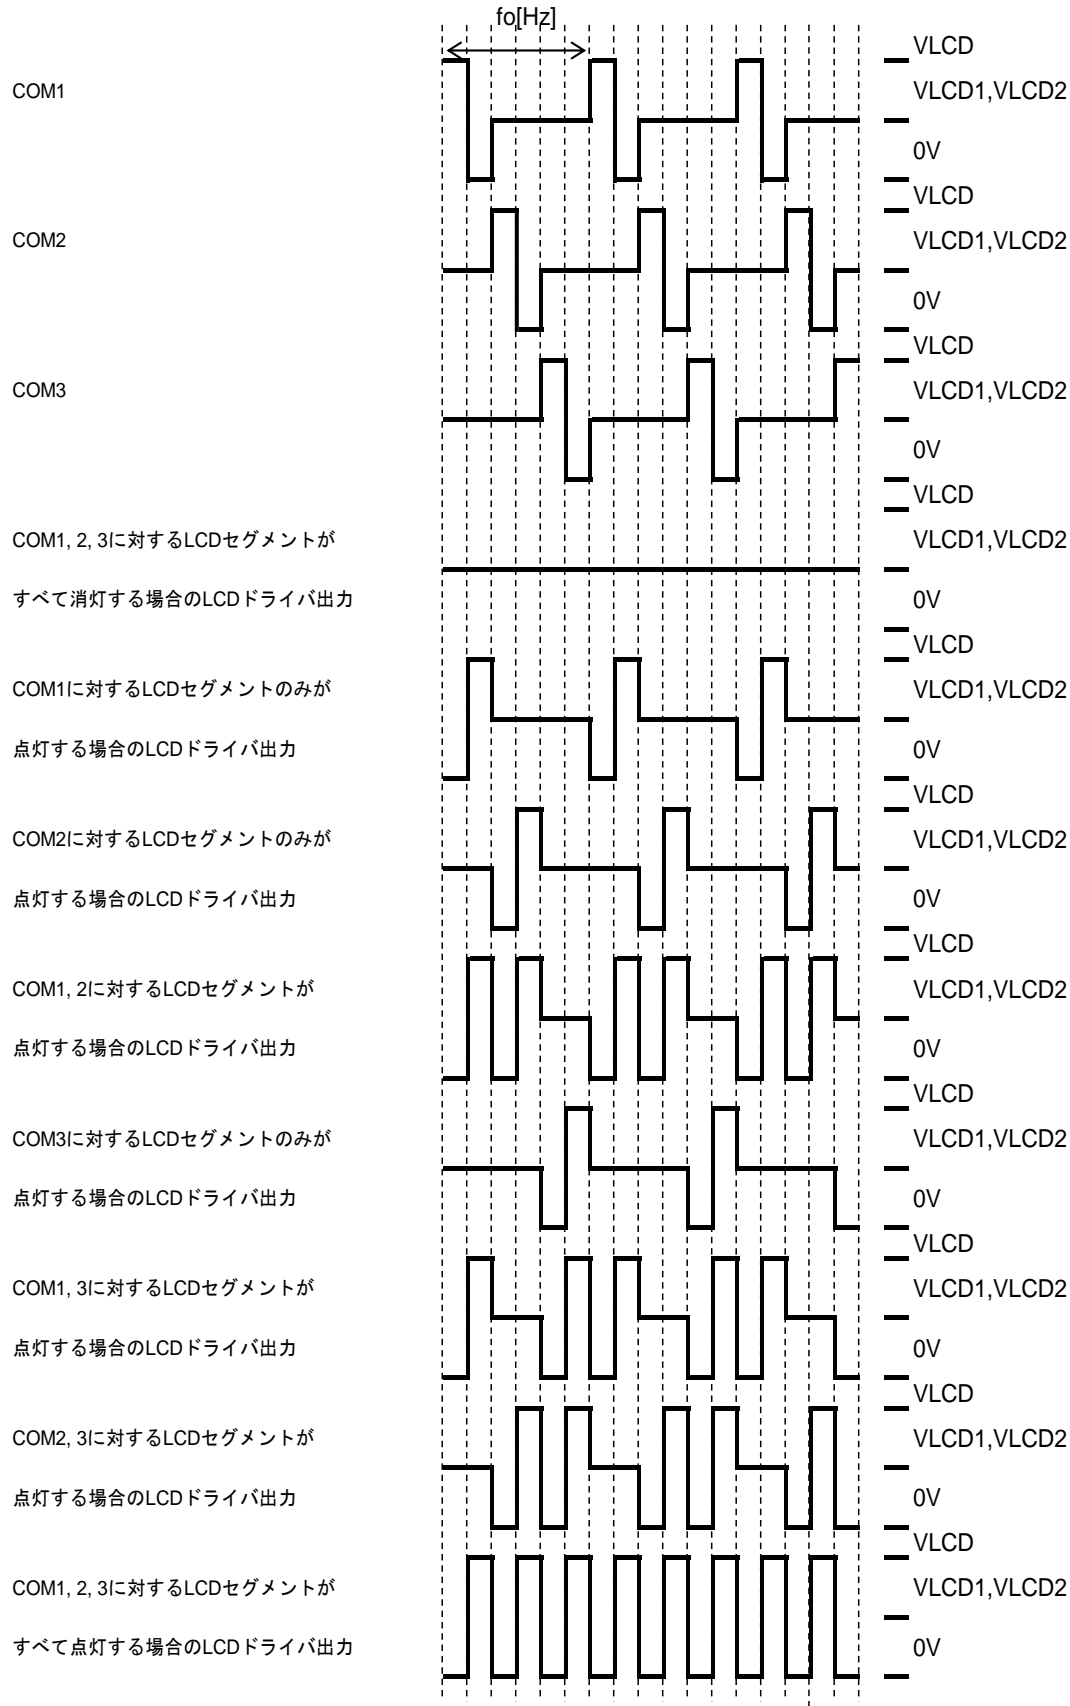 fo[Hz]
VLCD
COM1
VLCD1,VLCD2
0V
VLCD
COM2
VLCD1,VLCD2
0V
VLCD
COM3
VLCD1,VLCD2
0V
VLCD
COM1, 2, 3に対するLCDセグメントが
VLCD1,VLCD2
すべて消灯する場合のLCDドライバ出力
0V
VLCD
COM1に対するLCDセグメントのみが
VLCD1,VLCD2
点灯する場合のLCDドライバ出力
0V
VLCD
COM2に対するLCDセグメントのみが
VLCD1,VLCD2
点灯する場合のLCDドライバ出力
0V
VLCD
COM1, 2に対するLCDセグメントが
VLCD1,VLCD2
点灯する場合のLCDドライバ出力
0V
VLCD
COM3に対するLCDセグメントのみが
VLCD1,VLCD2
点灯する場合のLCDドライバ出力
0V
VLCD
COM1, 3に対するLCDセグメントが
VLCD1,VLCD2
点灯する場合のLCDドライバ出力
0V
VLCD
COM2, 3に対するLCDセグメントが
VLCD1,VLCD2
点灯する場合のLCDドライバ出力
0V
VLCD
COM1, 2, 3に対するLCDセグメントが
VLCD1,VLCD2
すべて点灯する場合のLCDドライバ出力
0V